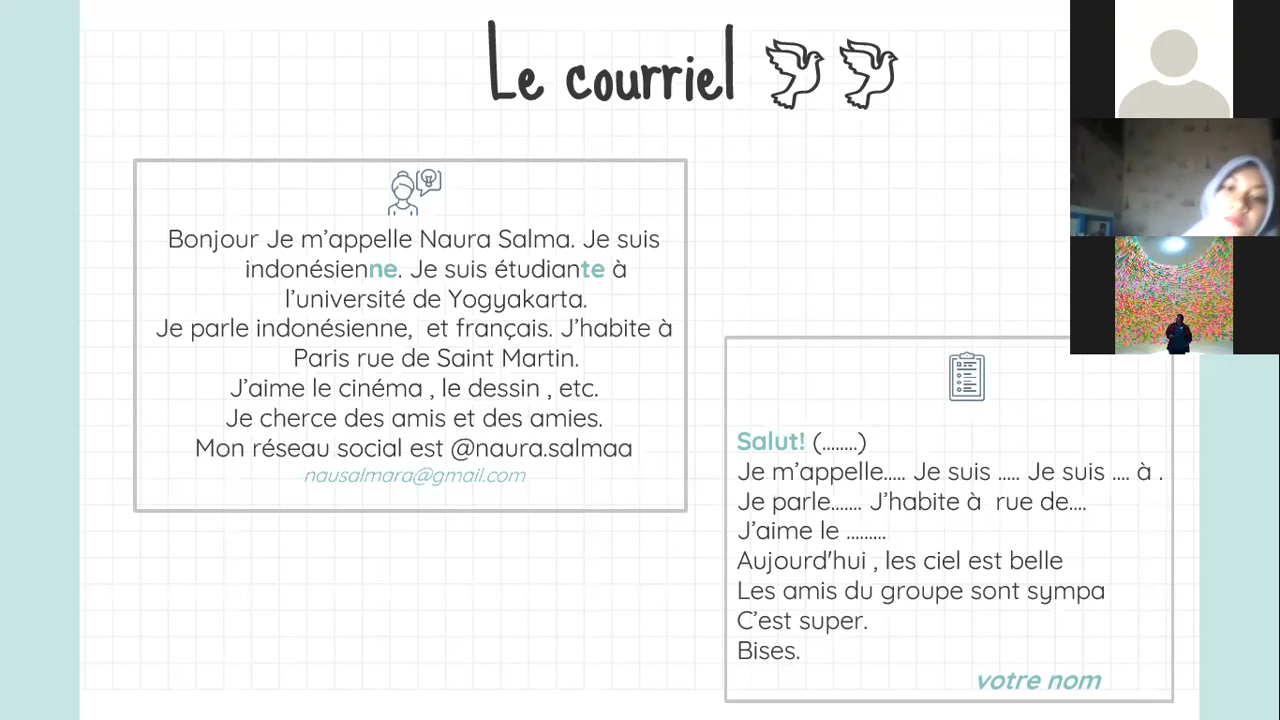 Le courriel
Bonjour Je m'appelle Naura Salma. Je suis
indonésienne. Je suis étudiante à
l'université de Yogyakarta.
Je parle indonésienne, et français. J'habite à
Paris rue de Saint Martin.
J'aime le cinéma , le dessin , etc.
Je cherce des amis et des amies.
Mon réseau social est @naura.salmaa
nausalmara@gmail.com
Salut! (........)
Je m'appelle..... Je suis ..... Je suis .... à .
Je parle....... J'habite à rue de....
J'aime le .........
Aujourd'hui , les ciel est belle
Les amis du groupe sont sympa
C'est super.
Bises.
votre nom